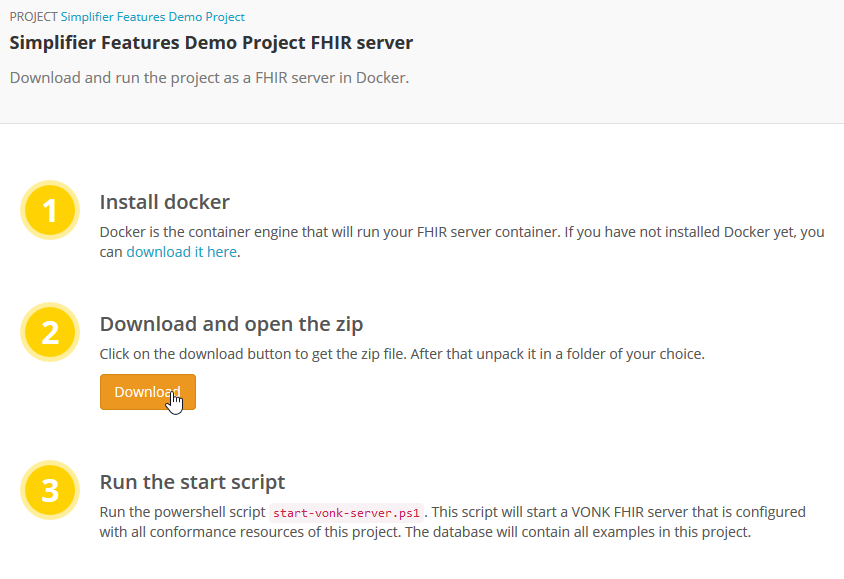 PROJECT Simplifier Features Demo Project
Simplifier Features Demo Project FHIR server
Download and run the project as a FHIR server in Docker.
1
Install docker
Docker is the container engine that will run your FHIR server container. If you have not installed Docker yet, you
can download it here.
2
Download and open the zip
Click on the download button to get the zip file. After that unpack it in a folder of your choice.
Download
3
Run the start script
Run the powershell script start-vonk-server.ps1. This script will start a VONK FHIR server that is configured
with all conformance resources of this project. The database will contain all examples in this project.